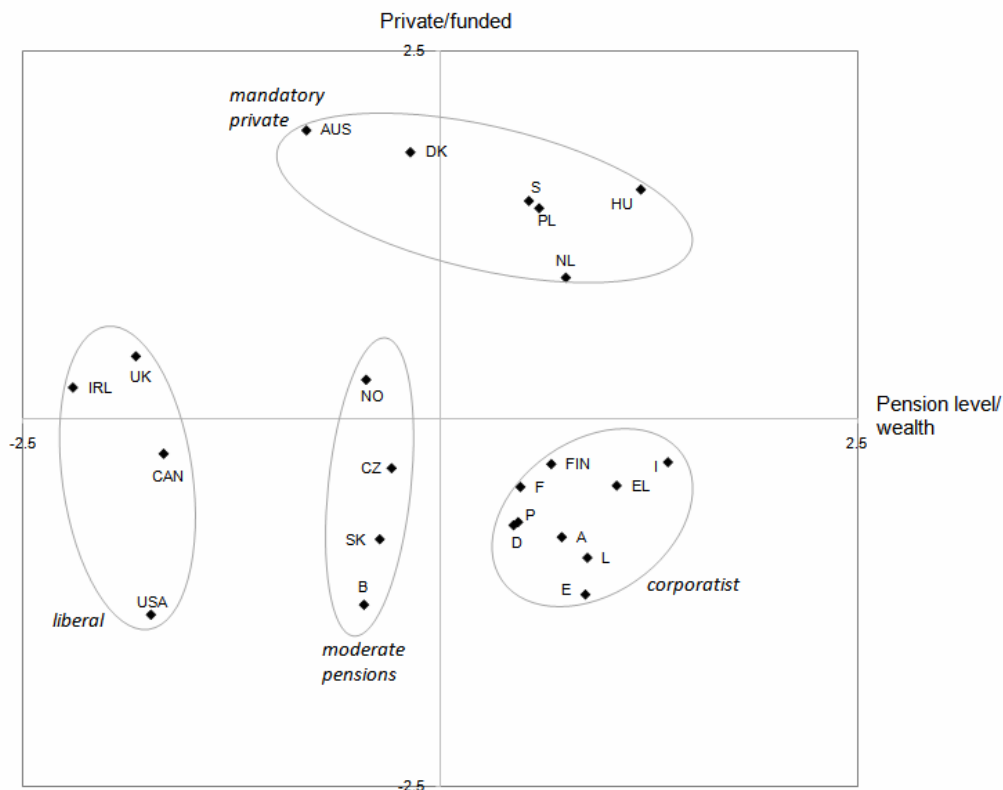 Private/funded
2.5
mandatory
private
AUS
DK
S
PL
HU
NL
UK
IRL
NO
Pension level/
wealth
-2.5
2.5
CAN
CZ
FIN
I
F
EL
P
D
SK
A
L
B
E
corporatist
USA
liberal
moderate
pensions
-2.5